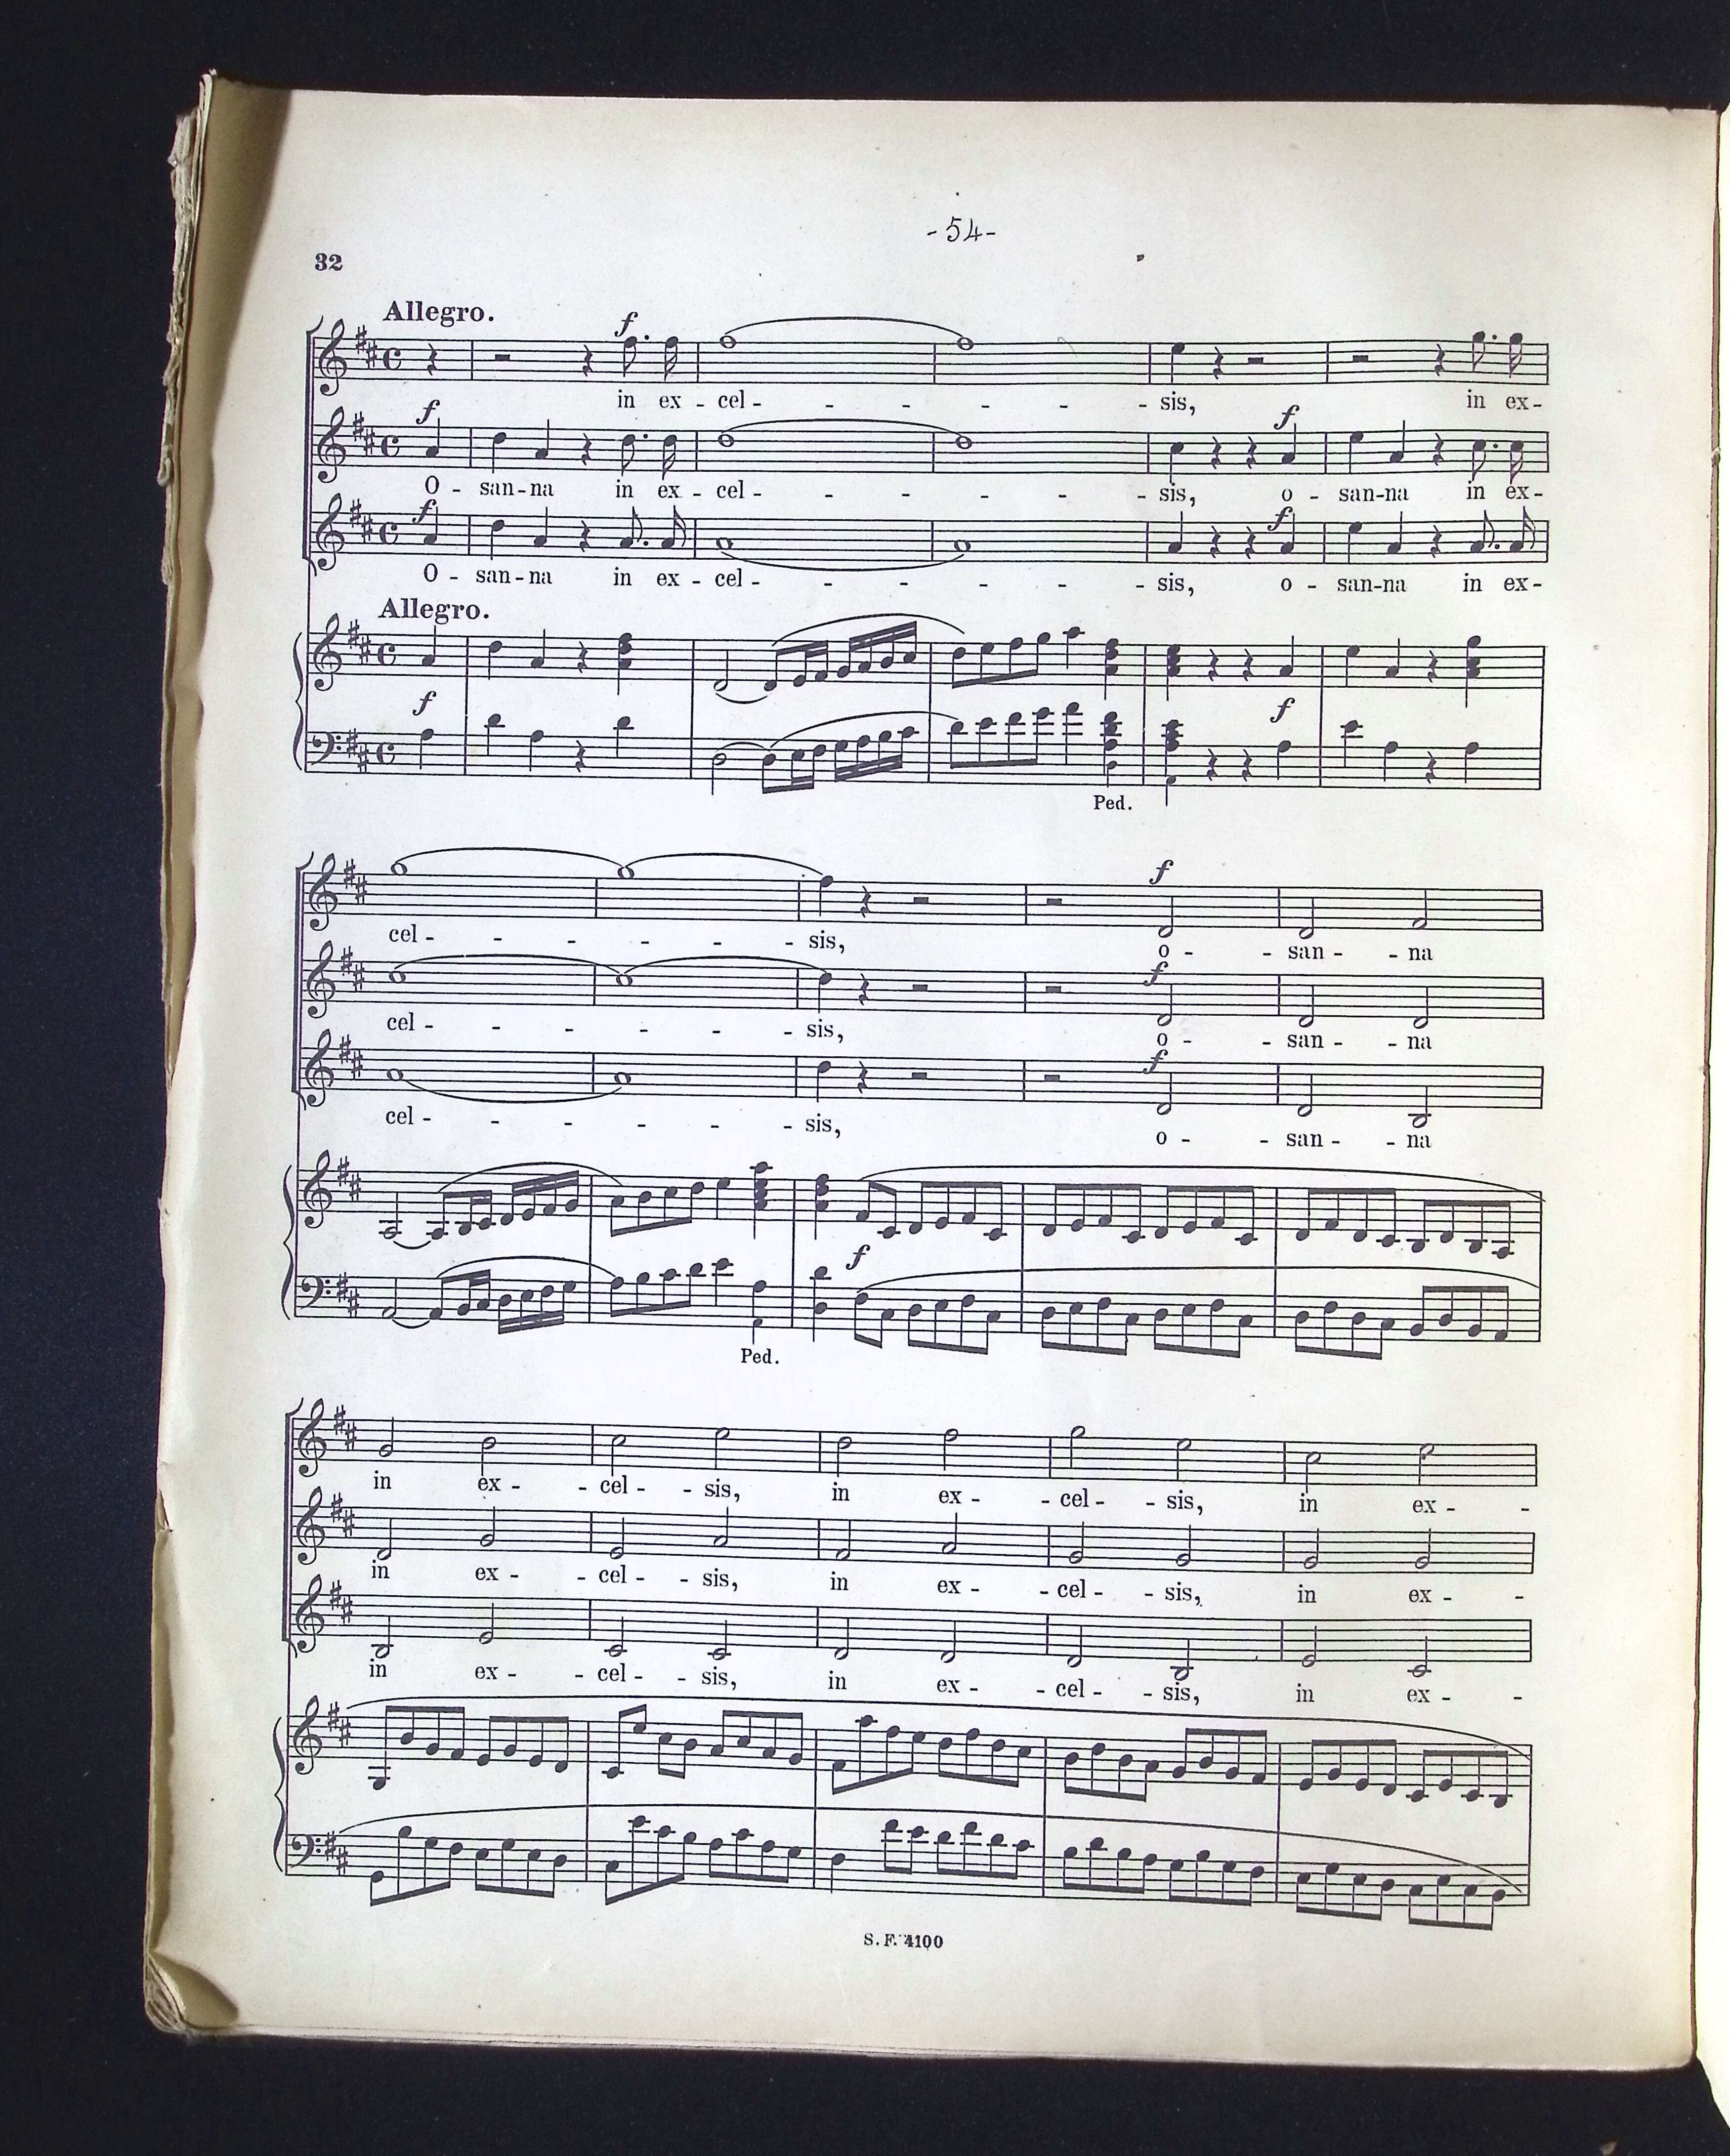 -54-
32
Allegro.
f
in ex - cel - - - - - - sis, in ex-
f f
O - san-na in ex - cel - - - - - - sis, o - san-na in ex-
f f
O - san-na in ex - cel - - - - - - sis, o - san-na in ex-
Allegro.
f f
Ped.
f
cel - - - - - - sis, o - - san - - na
f
cel - - - - - - sis, o - - san - - na
f
cel - - - - - - sis, o - - san - - na
f
Ped.
in ex - - cel - - sis, in ex - - cel - - sis, in ex - -
in ex - - cel - - sis, in ex - - cel - - sis, in ex - -
in ex - - cel - - sis, in ex - - cel - - sis, in ex - -
S. F. 4100